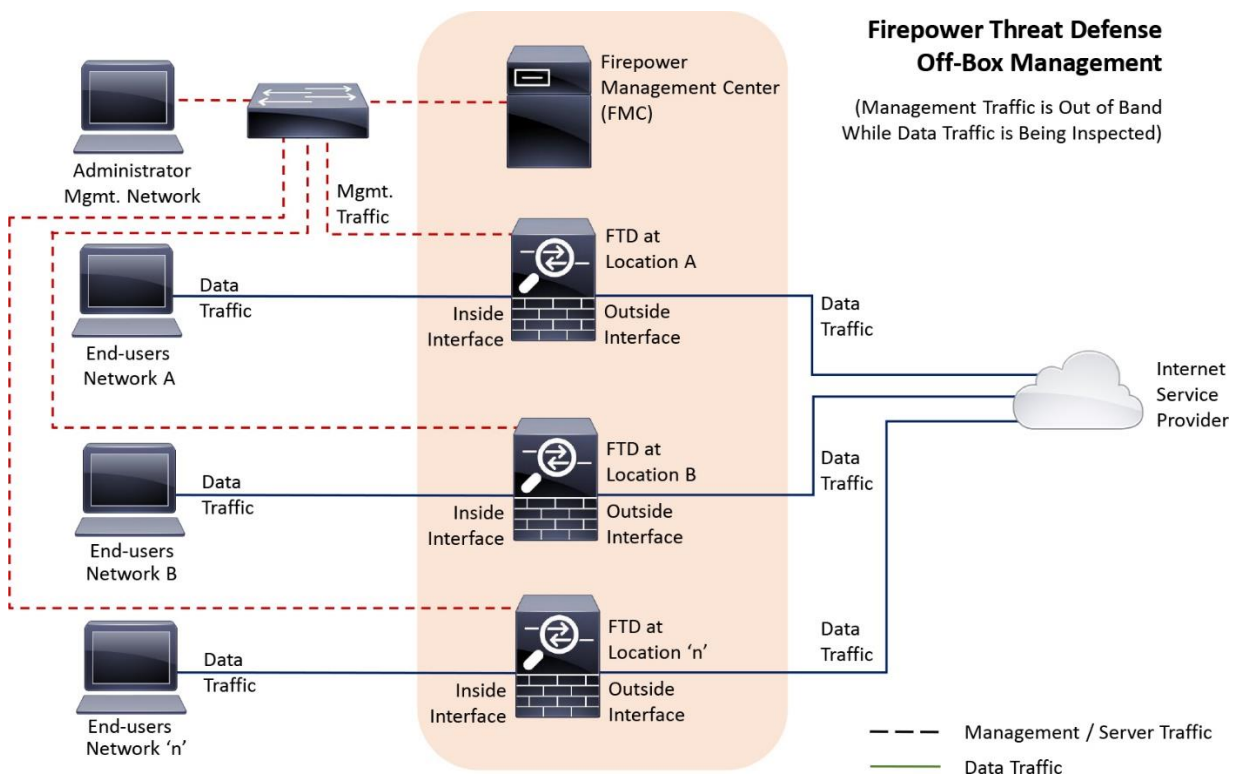 Firepower Threat Defense
Off-Box Management
(Management Traffic is Out of Band
While Data Traffic is Being Inspected)
Firepower
Management Center
(FMC)
Administrator
Mgmt. Network
Mgmt.
Traffic
FTD at
Location A
Data
Traffic
Inside
Interface
Outside
Interface
Data
Traffic
End-users
Network A
Internet
Service
Provider
FTD at
Location B
Data
Traffic
Inside
Interface
Outside
Interface
Data
Traffic
End-users
Network B
FTD at
Location ‘n’
Data
Traffic
Inside
Interface
Outside
Interface
Data
Traffic
End-users
Network ‘n’
Management / Server Traffic
Data Traffic